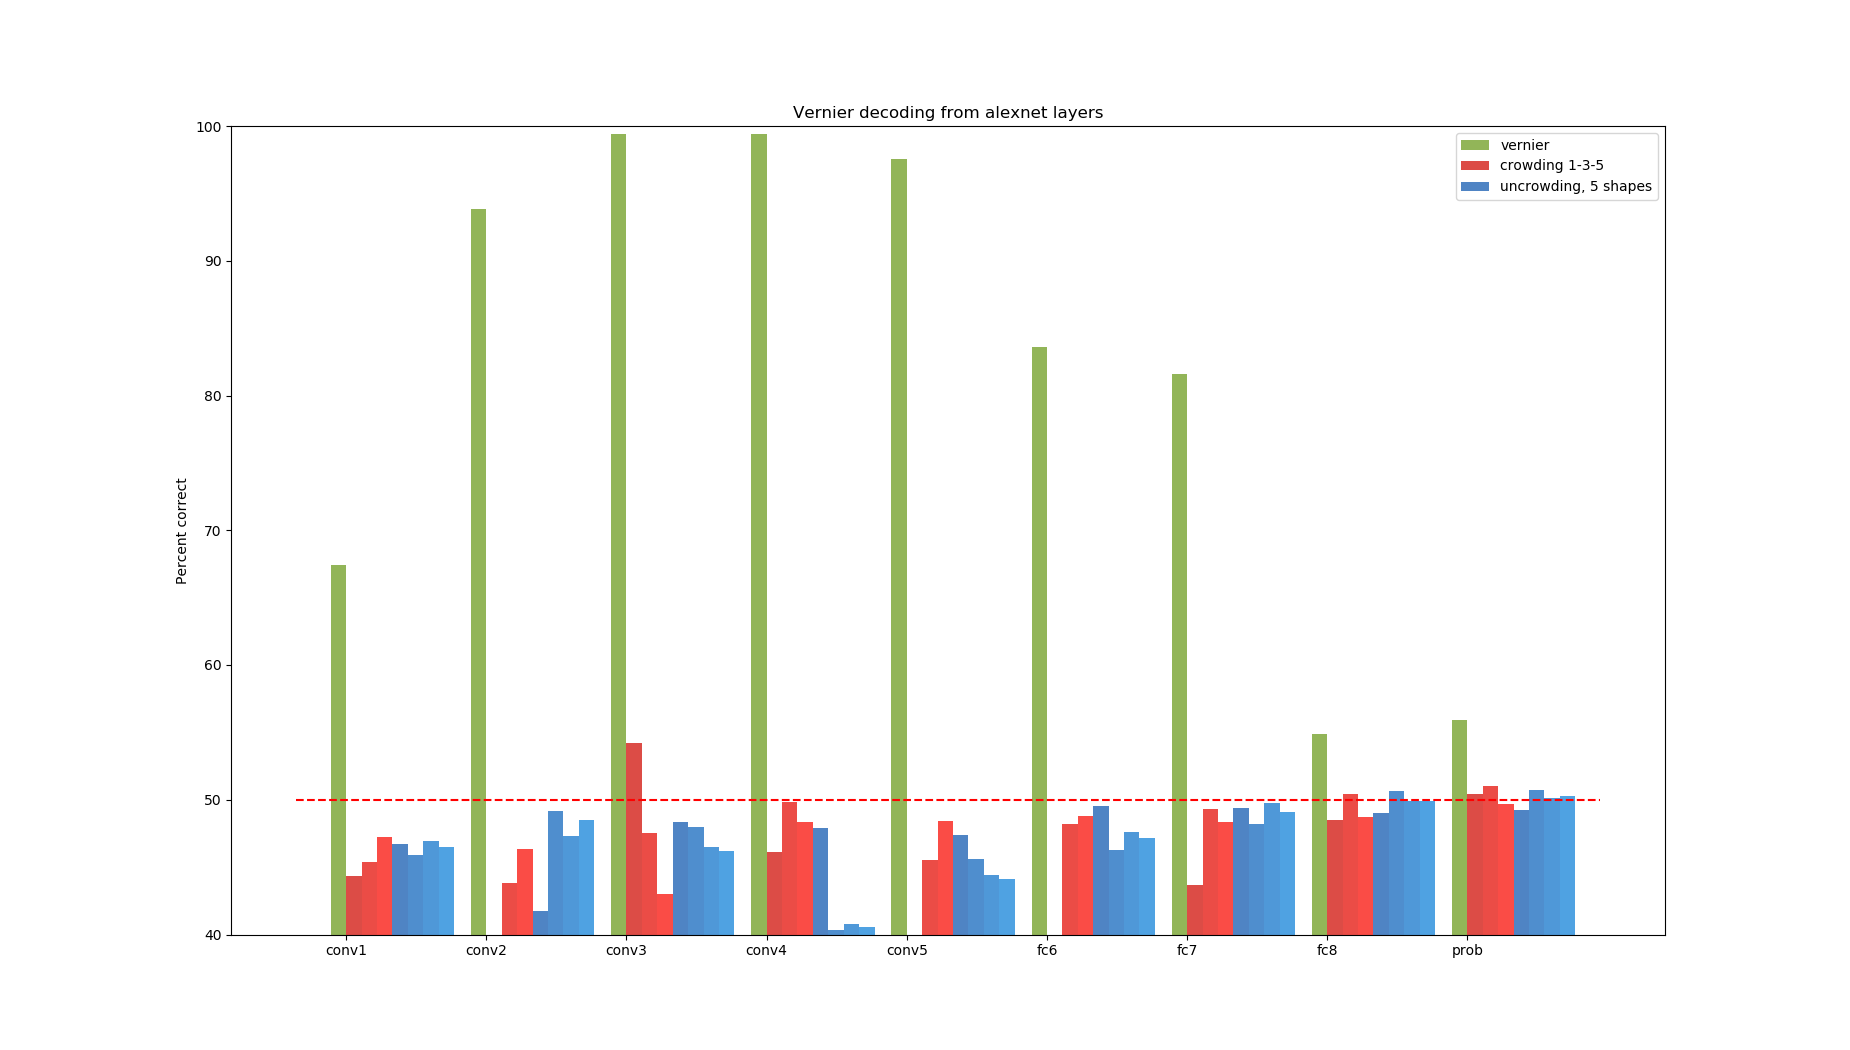 Vernier decoding from alexnet layers
100
90
80
70
60
50
40
Percent correct
vernier
crowding 1-3-5
uncrowding, 5 shapes
conv1 conv2 conv3 conv4 conv5 fc6 fc7 fc8 prob